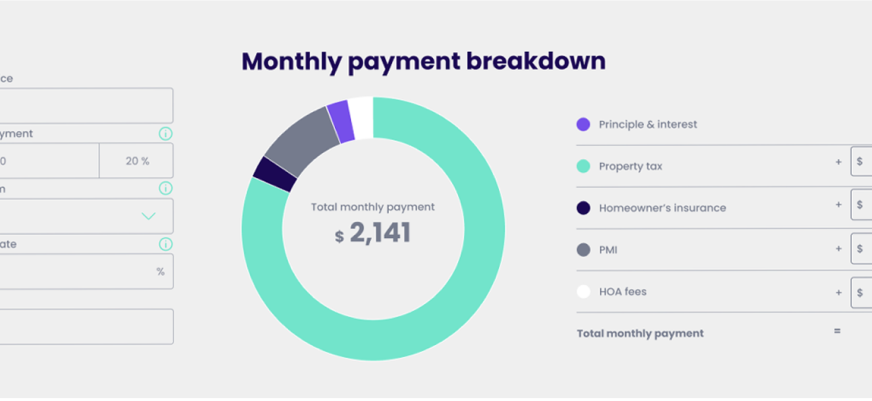 Monthly payment breakdown
ce
yment
0
20 %
m
ate
%
Total monthly payment
$ 2,141
Principle & interest
Property tax
+ $
Homeowner's insurance
+ $
PMI
+ $
HOA fees
+ $
Total monthly payment
=